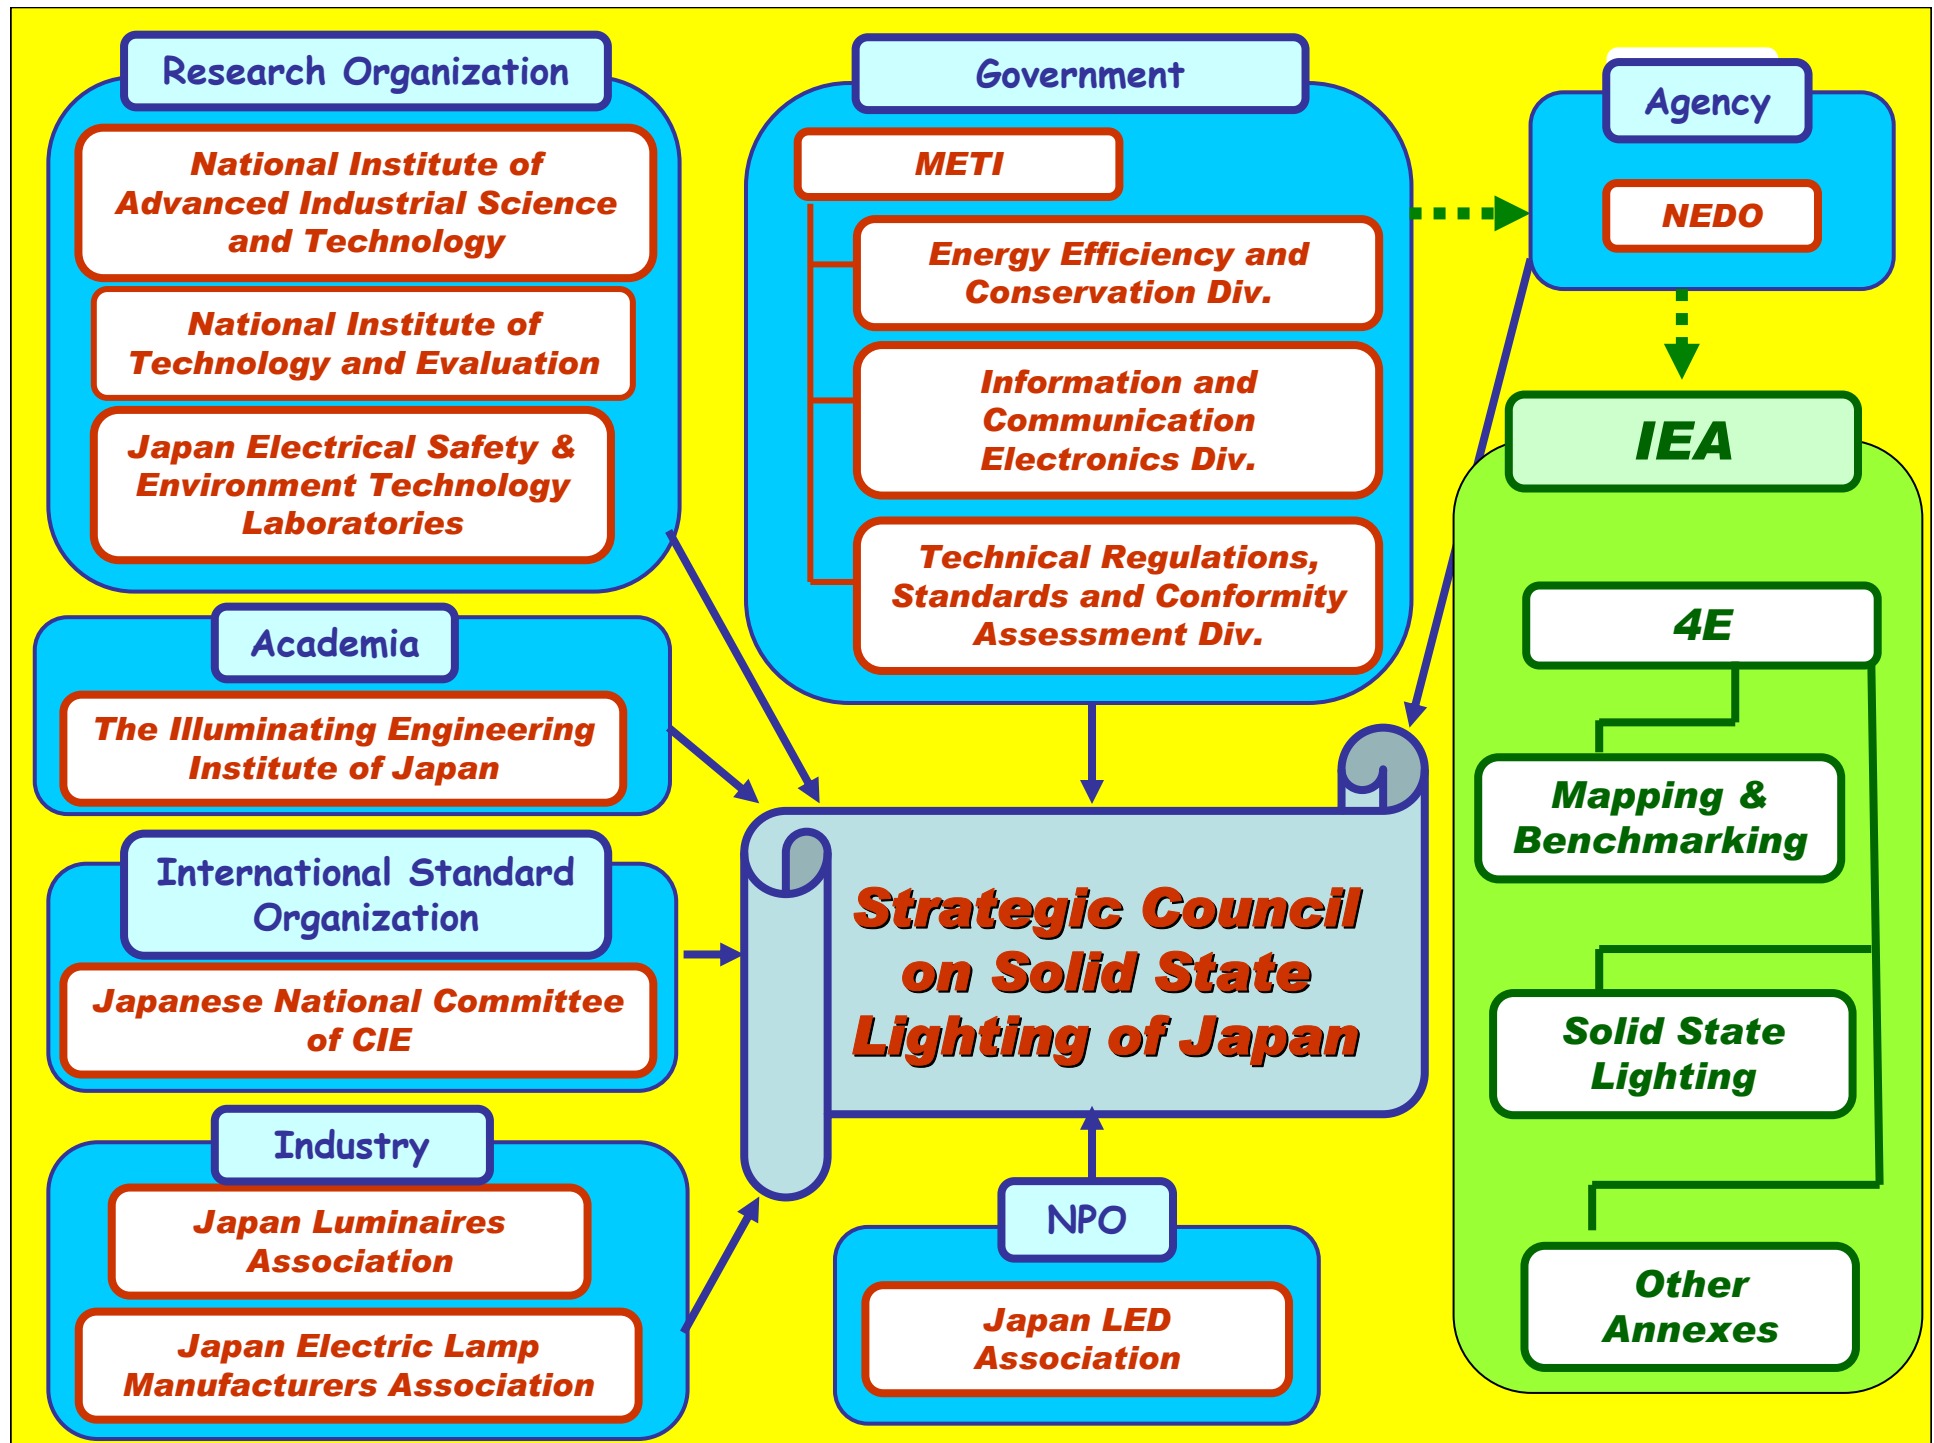 Research Organization
National Institute of
Advanced Industrial Science
and Technology
National Institute of
Technology and Evaluation
Japan Electrical Safety &
Environment Technology
Laboratories
Government
METI
Energy Efficiency and
Conservation Div.
Information and
Communication
Electronics Div.
Technical Regulations,
Standards and Conformity
Assessment Div.
Agency
NEDO
IEA
4E
Mapping &
Benchmarking
Solid State
Lighting
Other
Annexes
Academia
The Illuminating Engineering
Institute of Japan
International Standard
Organization
Japanese National Committee
of CIE
Industry
Japan Luminaires
Association
Japan Electric Lamp
Manufacturers Association
Strategic Council
on Solid State
Lighting of Japan
NPO
Japan LED
Association